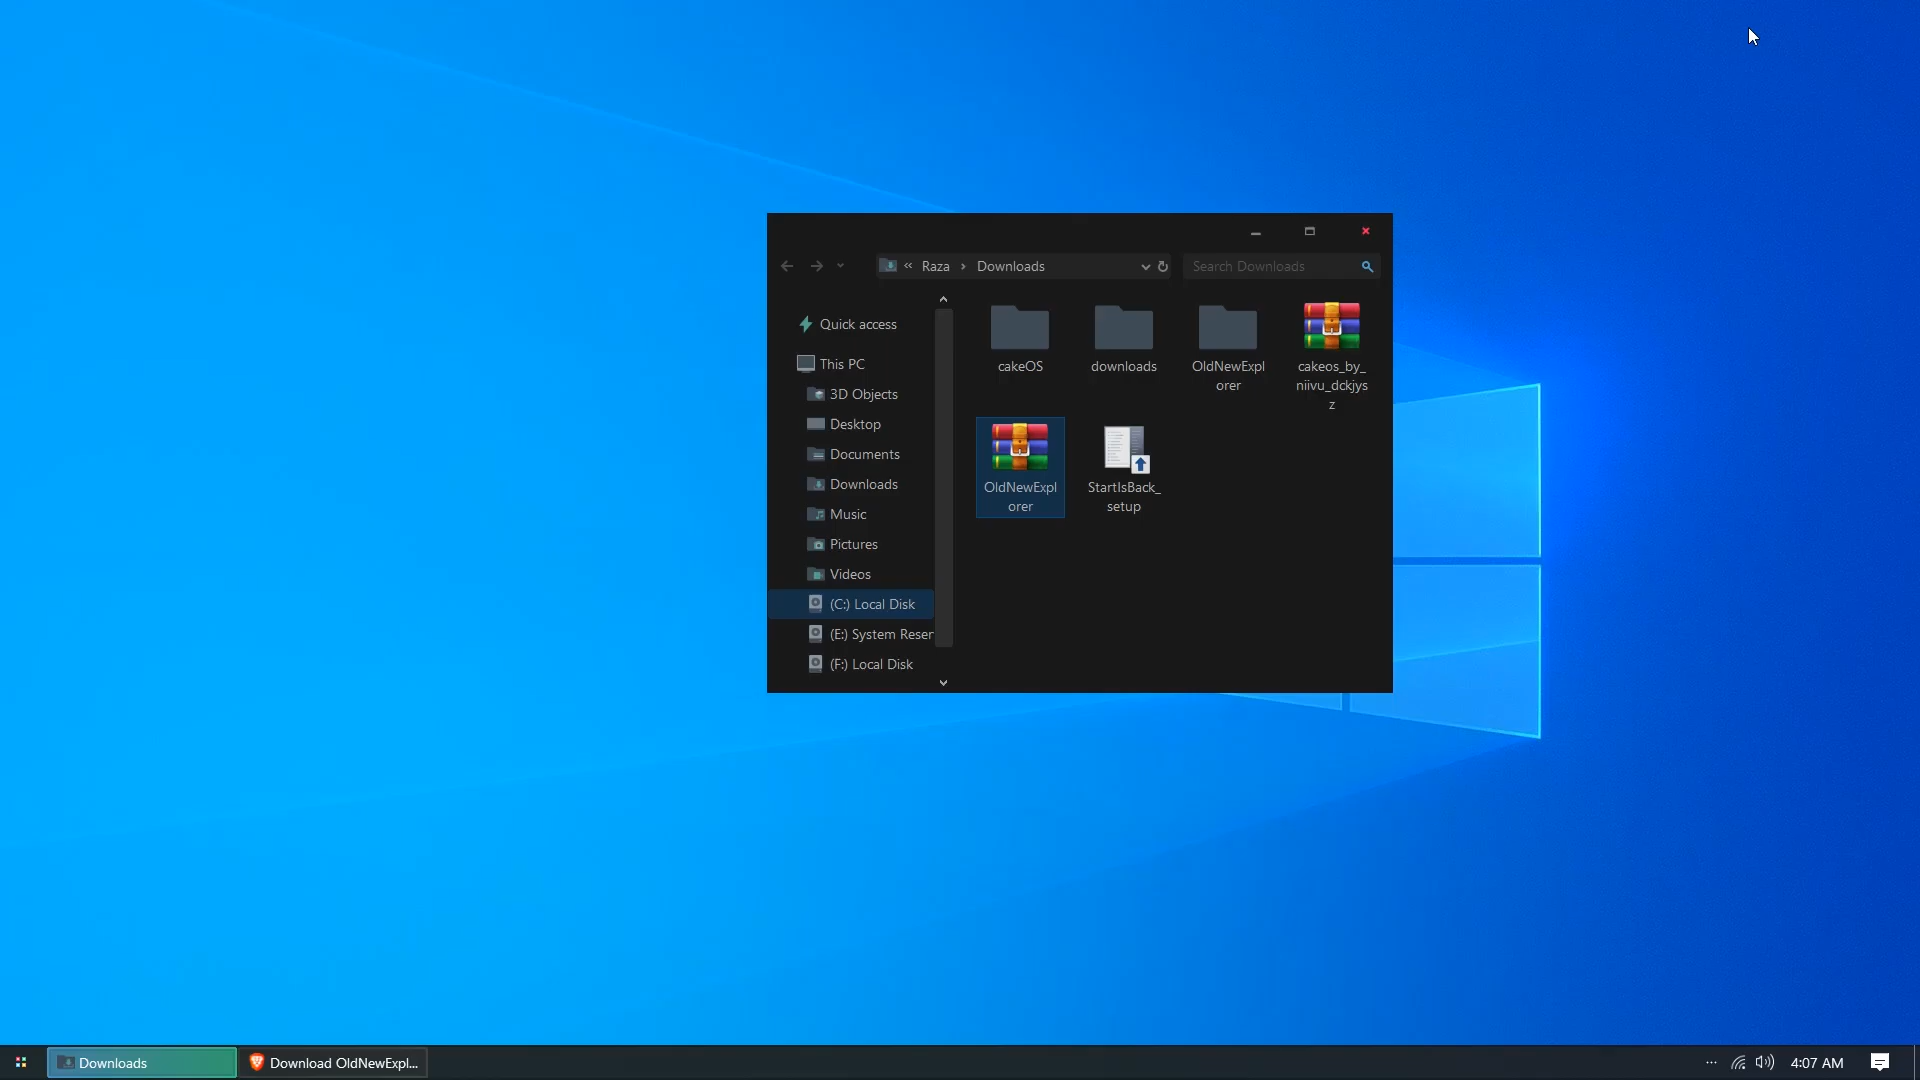 Raza
Downloads
Search Downloads
Quick access
This PC
3D Objects
Desktop
Documents
Downloads
Music
Pictures
Videos
(C:) Local Disk
(E:) System Reser
(F:) Local Disk
cakeOS
downloads
OldNewExpl
orer
cakeos_by_
niivu_dckjys
z
OldNewExpl
orer
StartIsBack_
setup
Downloads
Download OldNewExpl...
4:07 AM